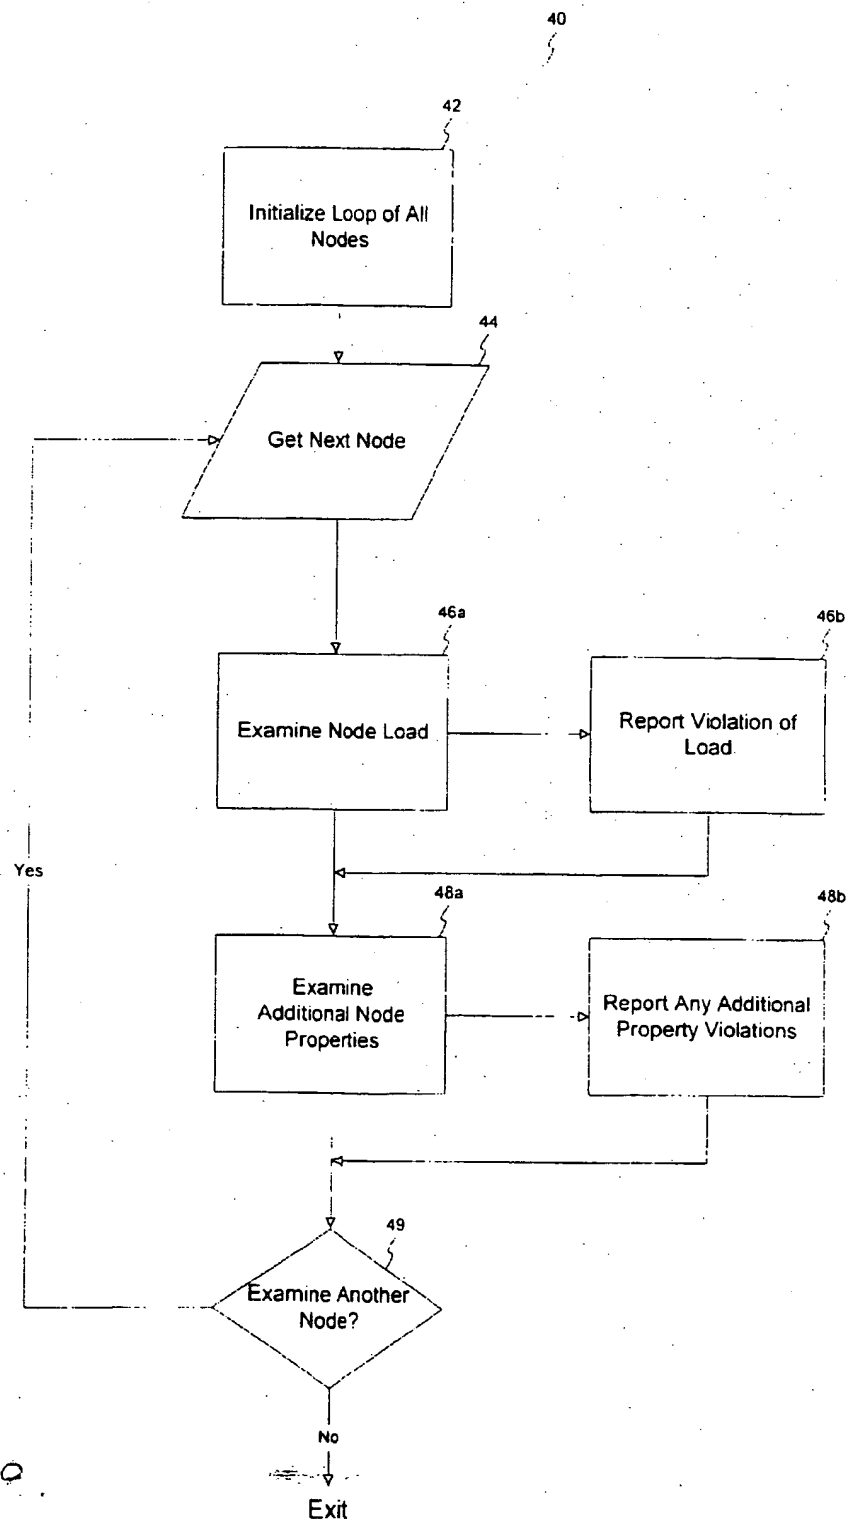 40
42
Initialize Loop of All
Nodes
44
Get Next Node
46a
Examine Node Load
46b
Report Violation of
Load
Yes
48a
Examine
Additional Node
Properties
48b
Report Any Additional
Property Violations
49
Examine Another
Node?
No
Exit